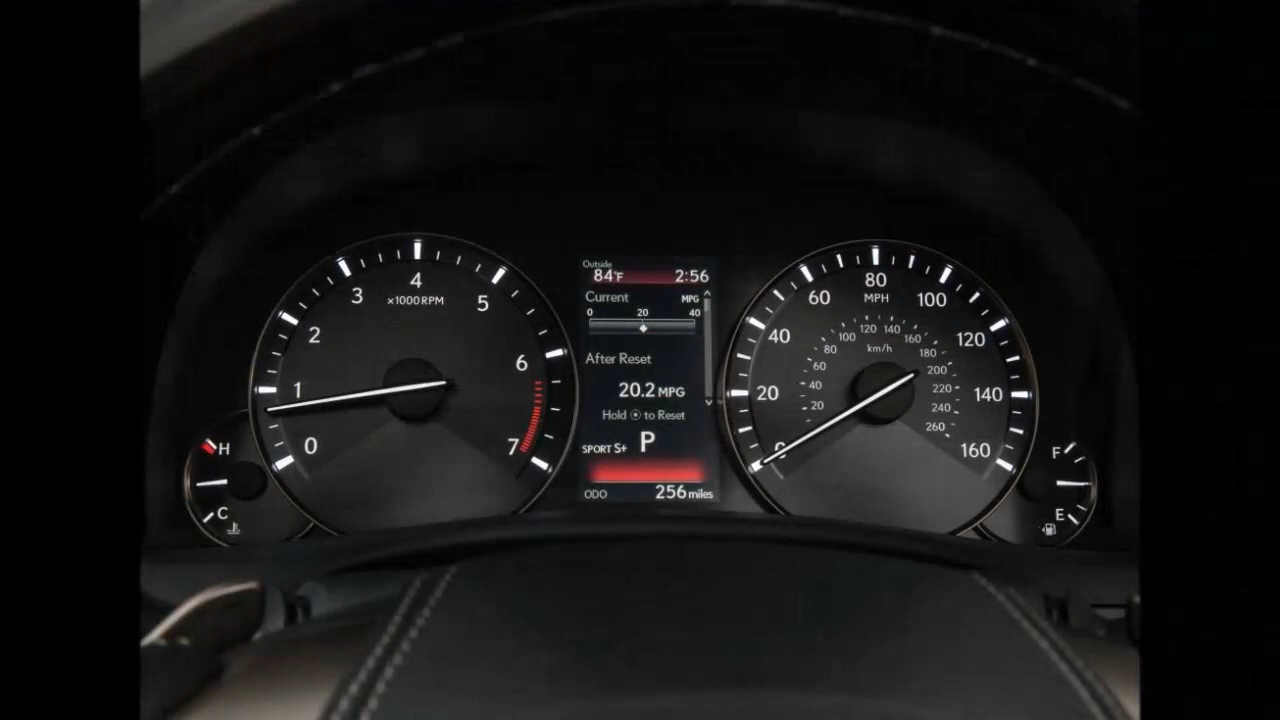 0
1
2
3
4
5
6
7
×1000RPM
H
C
Outside
84°F 2:56
Current MPG
0 20 40
After Reset
20.2 MPG
Hold ⦿ to Reset
SPORT S+ P
ODO 256 miles
0
20
40
60
80
100
120
140
160
MPH
20
40
60
80
100
120
140
160
180
200
220
240
260
km/h
F
E